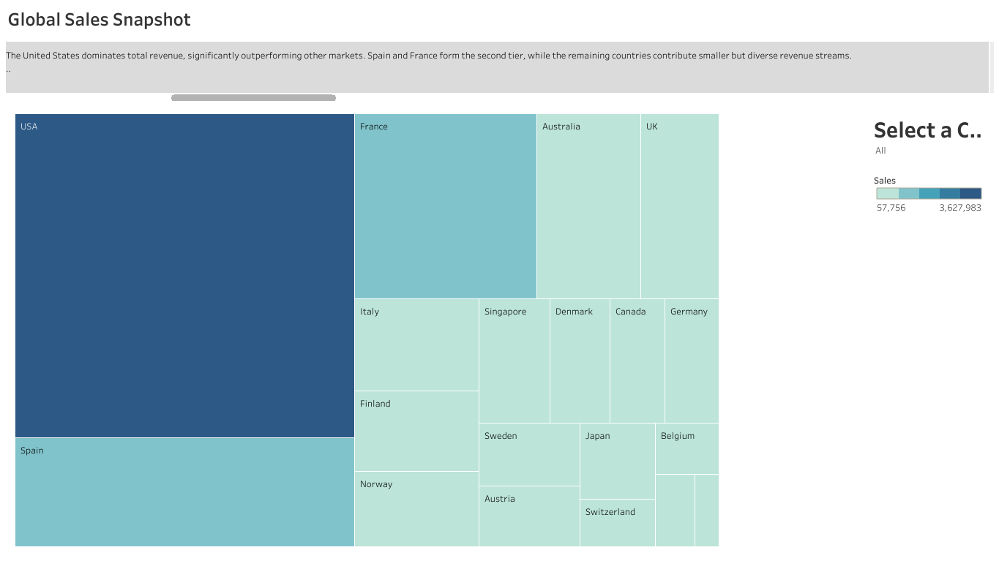 Global Sales Snapshot
The United States dominates total revenue, significantly outperforming other markets. Spain and France form the second tier, while the remaining countries contribute smaller but diverse revenue streams.
..
USA
France
Australia
UK
Select a C..
All
Sales
57,756
3,627,983
Italy
Singapore
Denmark
Canada
Germany
Finland
Sweden
Japan
Belgium
Spain
Norway
Austria
Switzerland